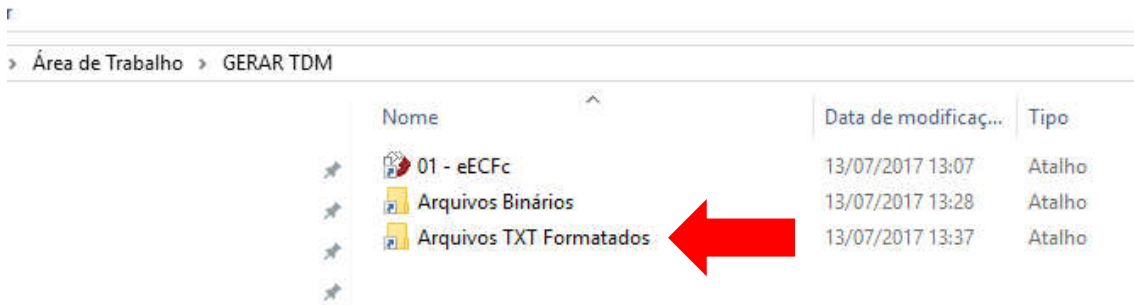 > Área de Trabalho > GERAR TDM
Nome Data de modificaç... Tipo
01 - eECFc 13/07/2017 13:07 Atalho
Arquivos Binários 13/07/2017 13:28 Atalho
Arquivos TXT Formatados 13/07/2017 13:37 Atalho